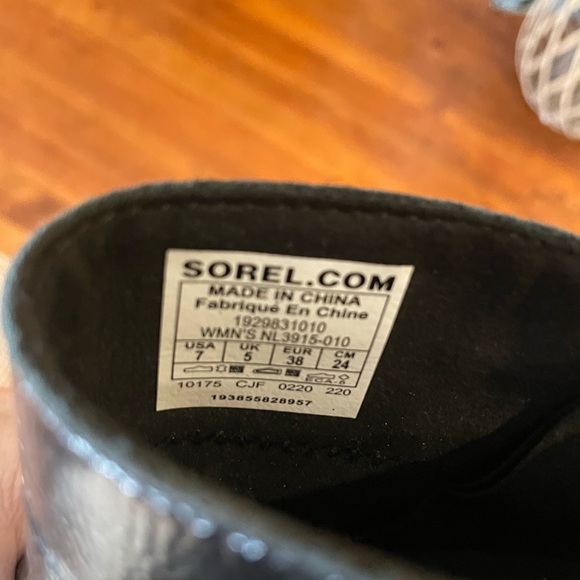 SOREL.COM
MADE IN CHINA
Fabriqué En Chine
1929831010
WMN'S NL3915-010
USA UK EUR CM
7 5 38 24
10175 CJF 0220 220
193855828957